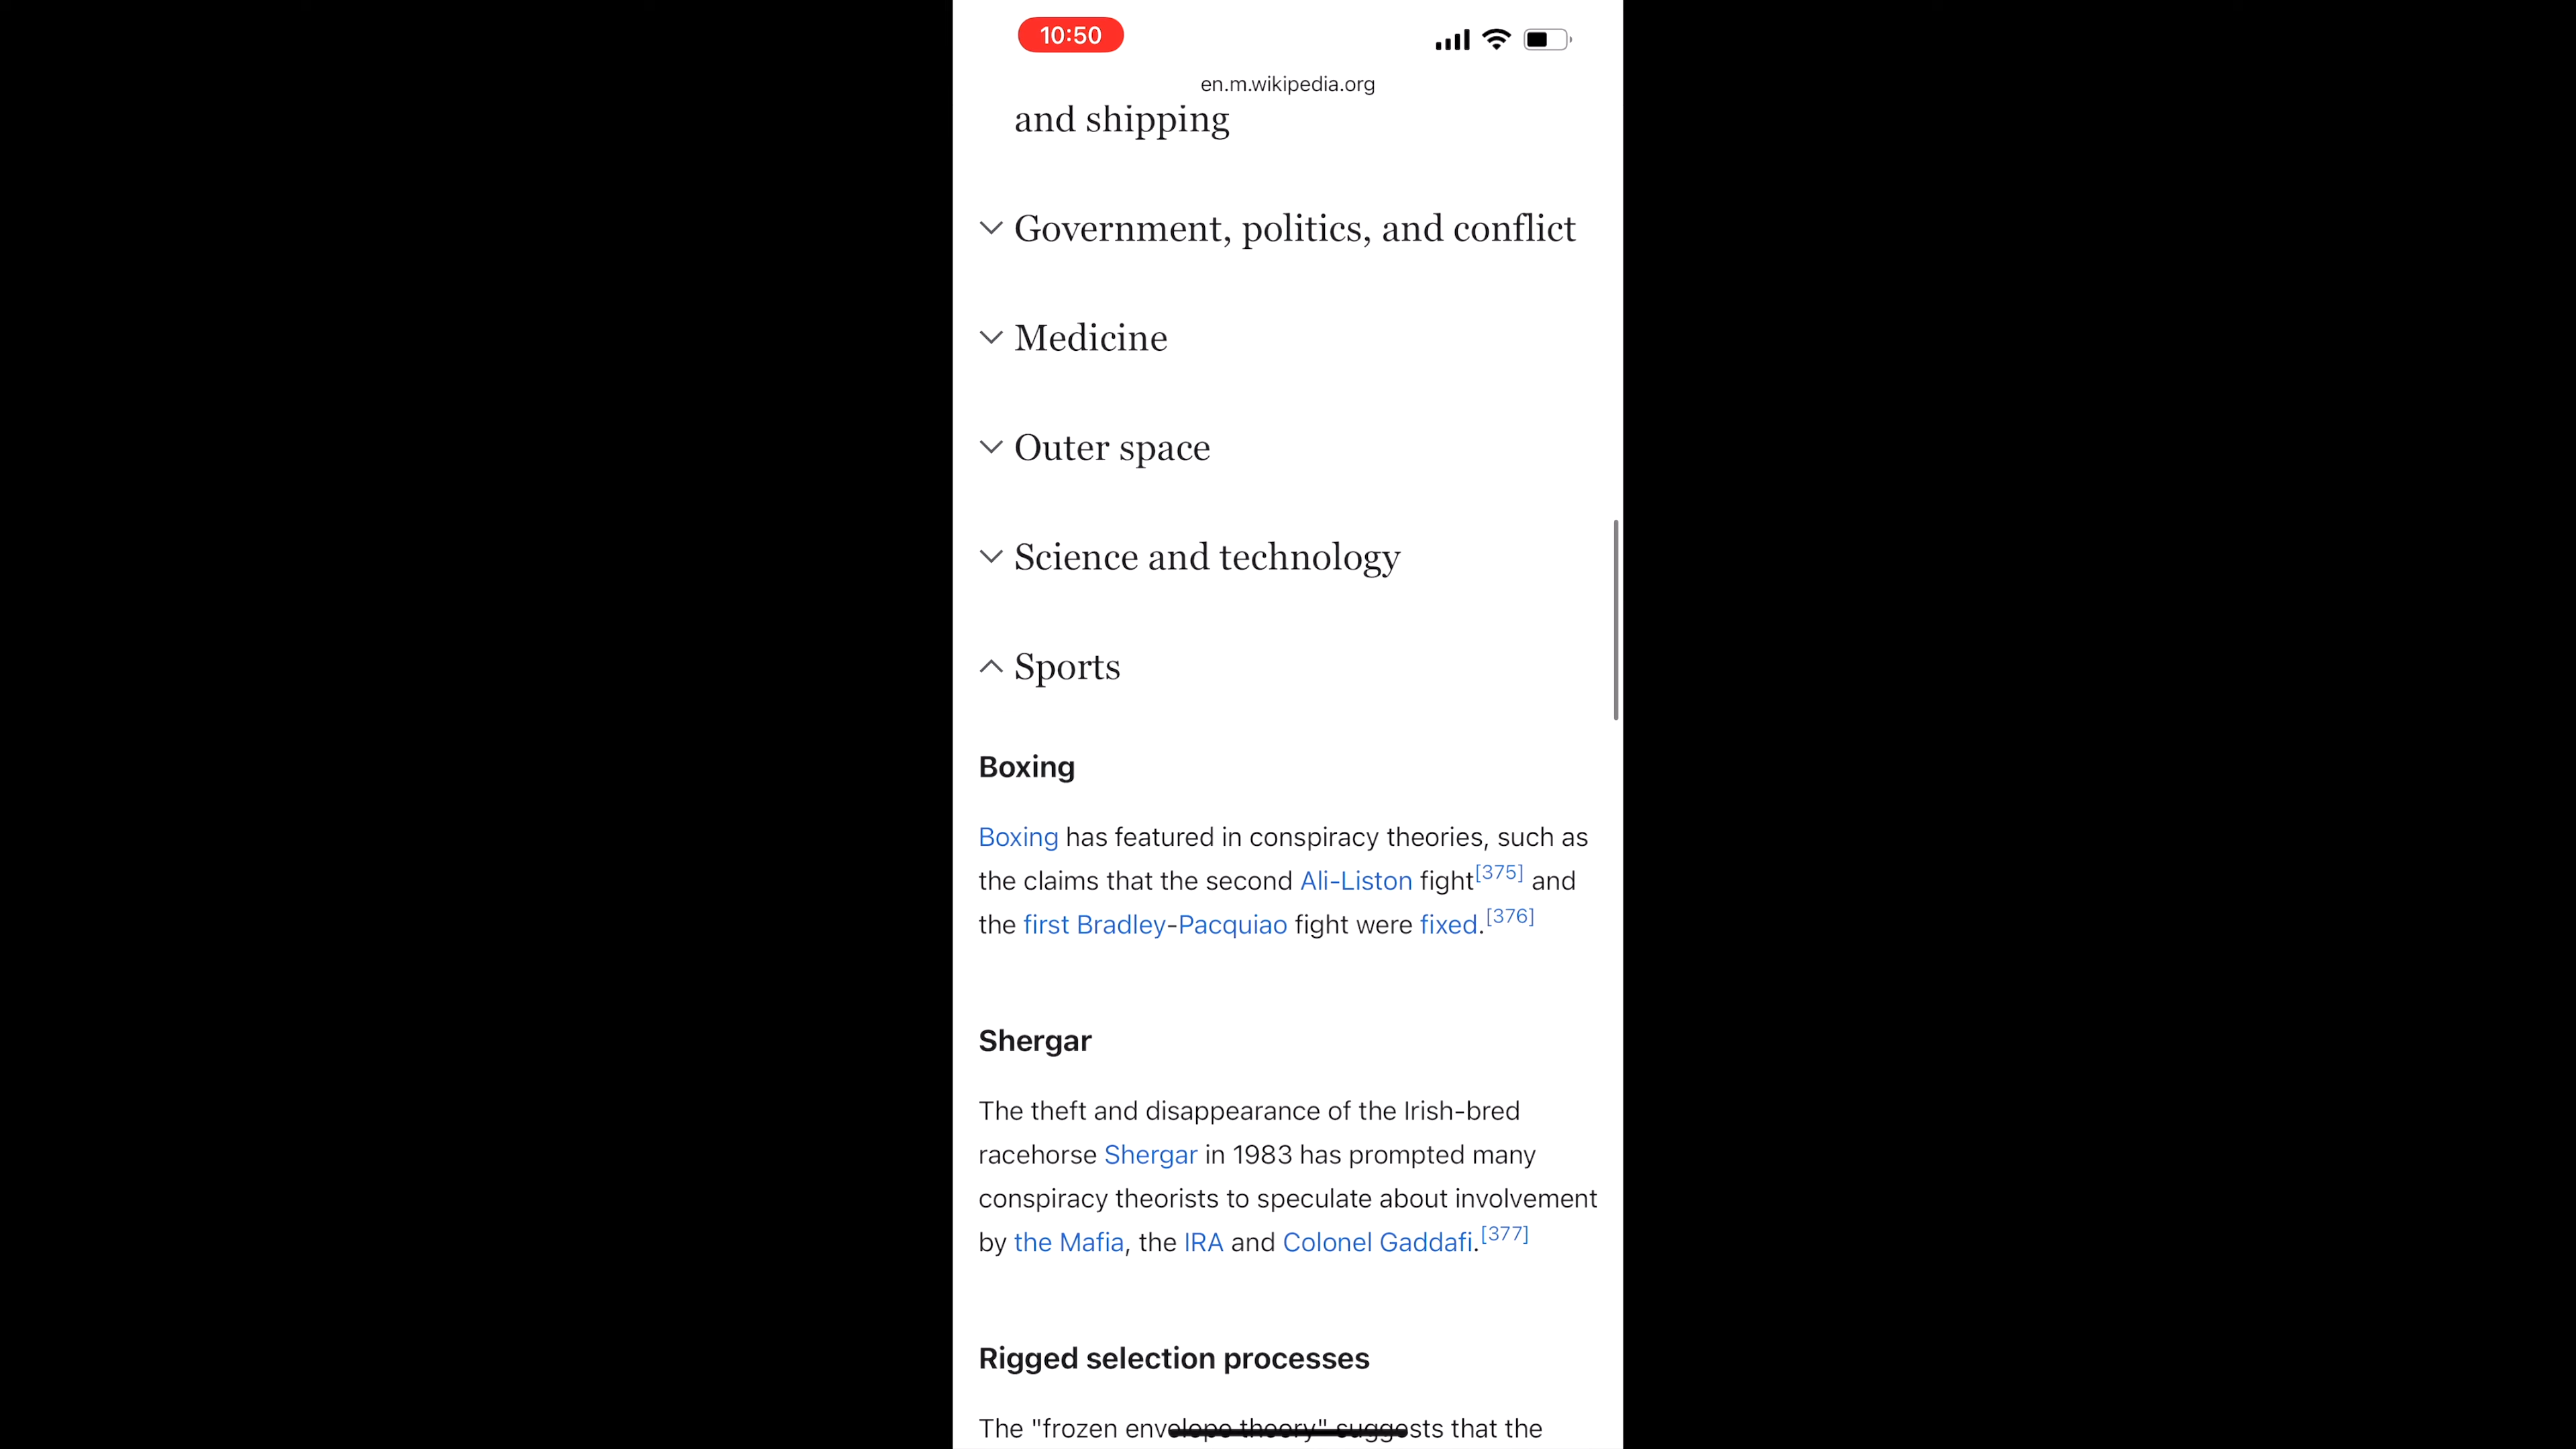 10:50
en.m.wikipedia.org
and shipping
Government, politics, and conflict
Medicine
Outer space
Science and technology
Sports
Boxing
Boxing has featured in conspiracy theories, such as
the claims that the second Ali-Liston fight[375] and
the first Bradley-Pacquiao fight were fixed.[376]
Shergar
The theft and disappearance of the Irish-bred
racehorse Shergar in 1983 has prompted many
conspiracy theorists to speculate about involvement
by the Mafia, the IRA and Colonel Gaddafi.[377]
Rigged selection processes
The "frozen envelope theory" suggests that the